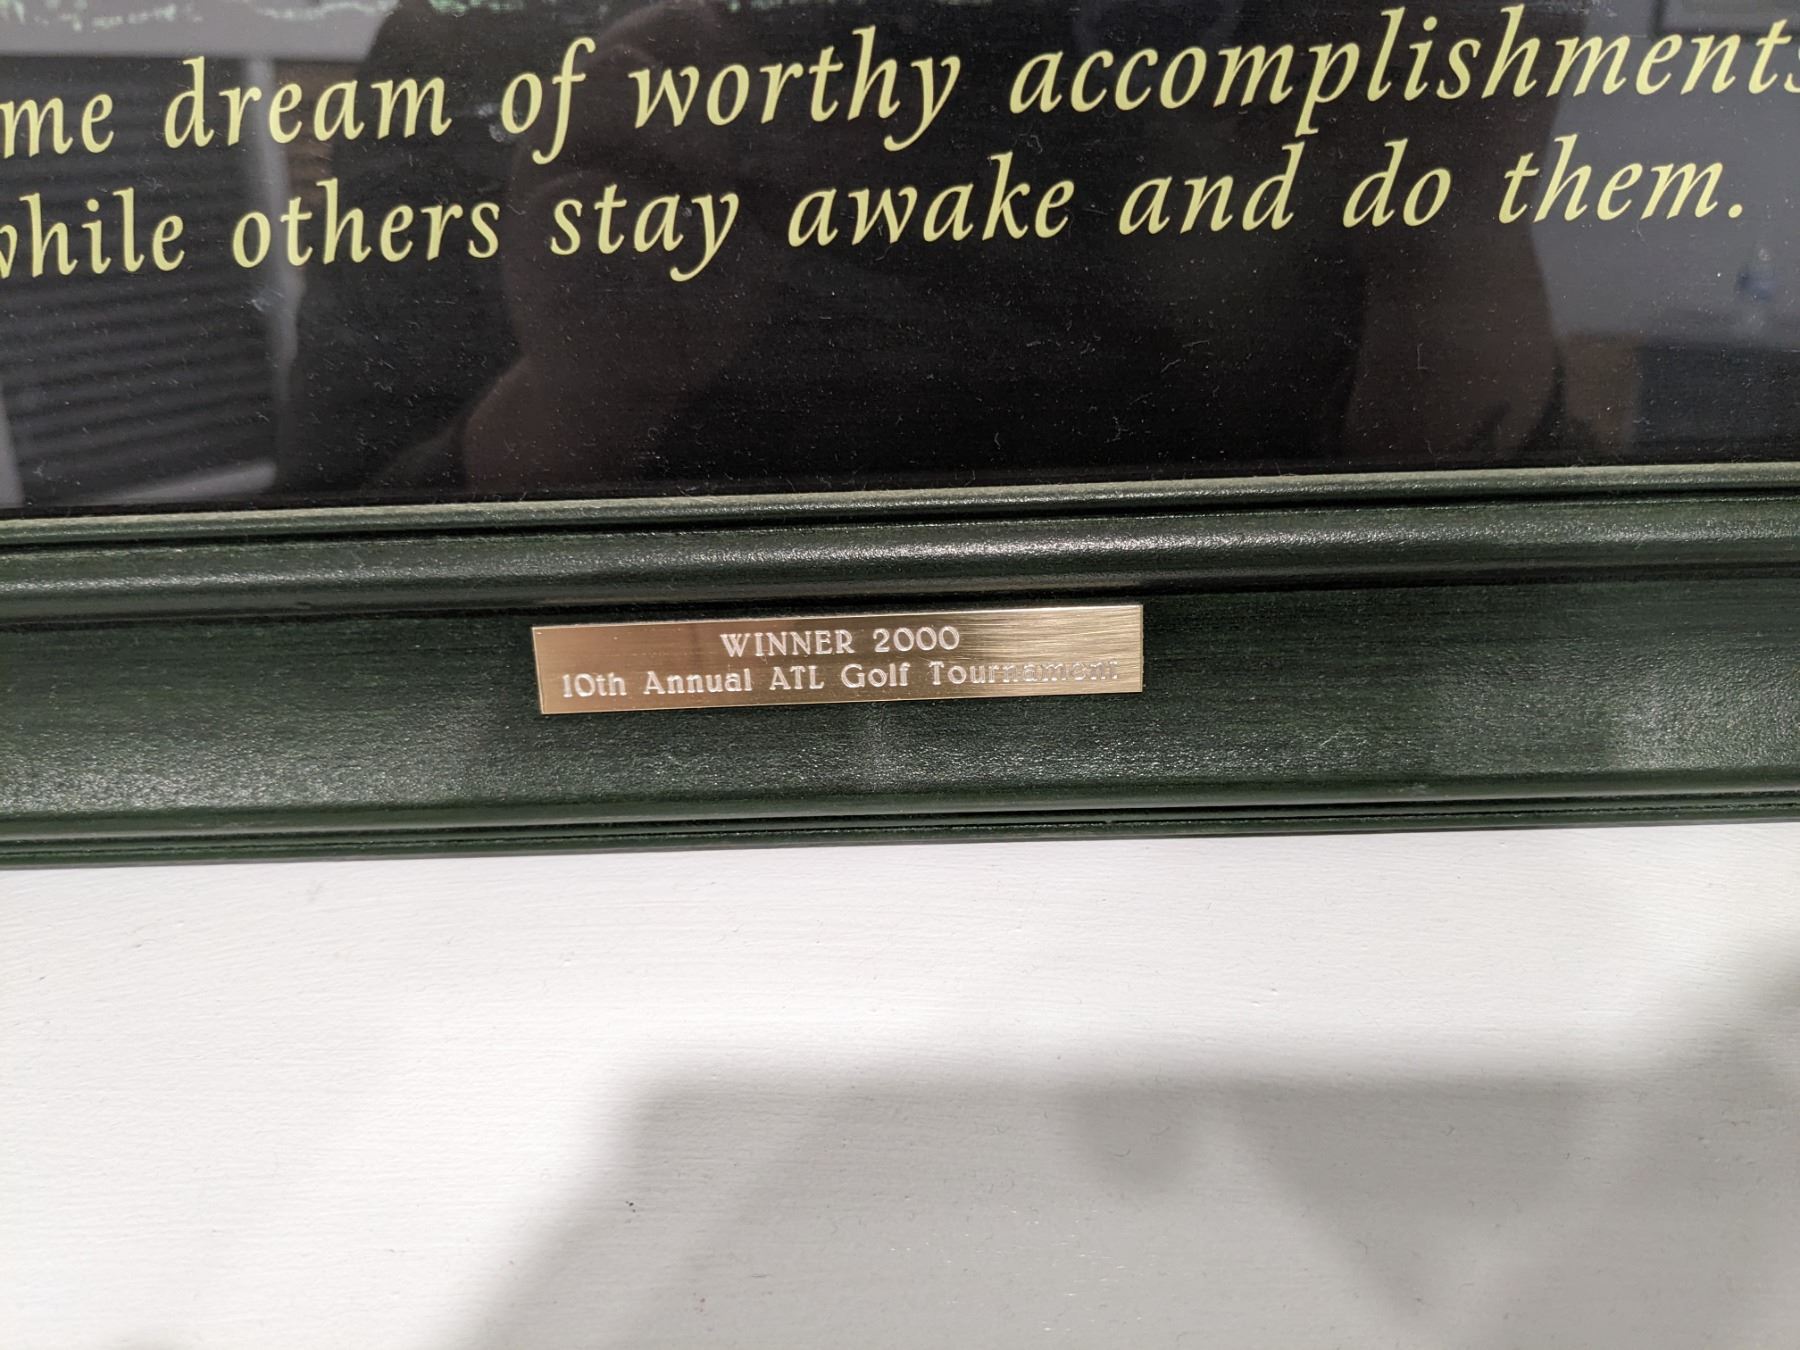 me dream of worthy accomplishments
while others stay awake and do them.
WINNER 2000
10th Annual ATL Golf Tournament